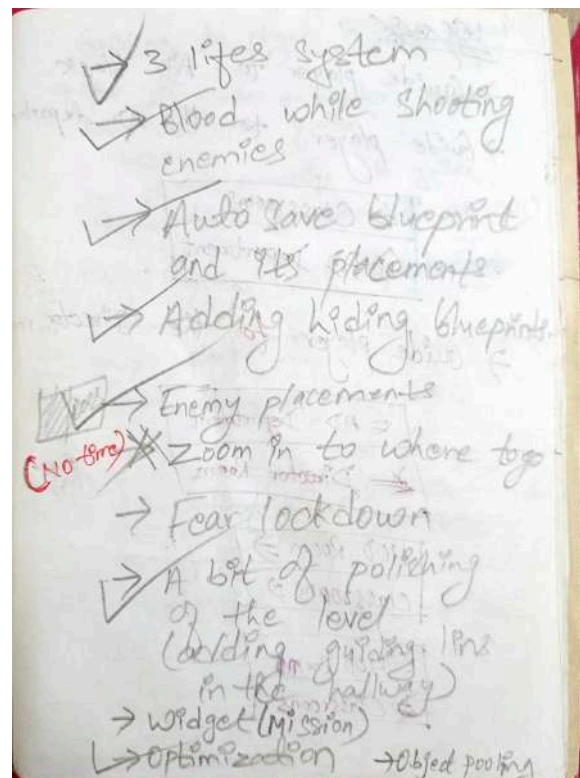 → 3 lifes system
→ Blood while shooting
enemies
→ Auto Save blueprint
and its placements.
→ Adding hiding blueprints.
→ Enemy placements
(No time) → Zoom in to where to go
→ Fear lockdown
→ A bit of polishing
of the level
(adding guiding lins
in the hallway)
→ Widget (Mission)
→ Optimization → Object pooling